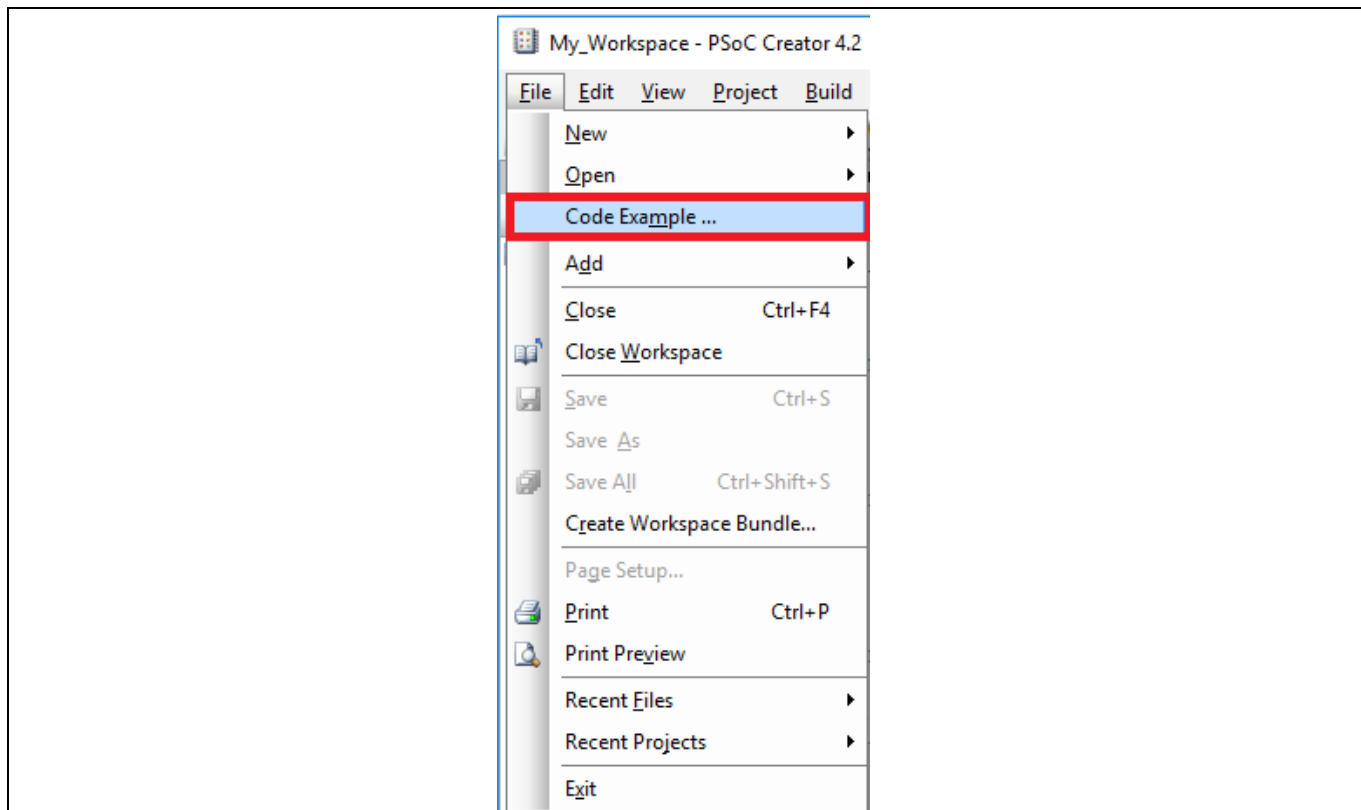 My_Workspace - PSoC Creator 4.2
File Edit View Project Build
New
Open
Code Example ...
Add
Close Ctrl+F4
Close Workspace
Save Ctrl+S
Save As
Save All Ctrl+Shift+S
Create Workspace Bundle...
Page Setup...
Print Ctrl+P
Print Preview
Recent Files
Recent Projects
Exit